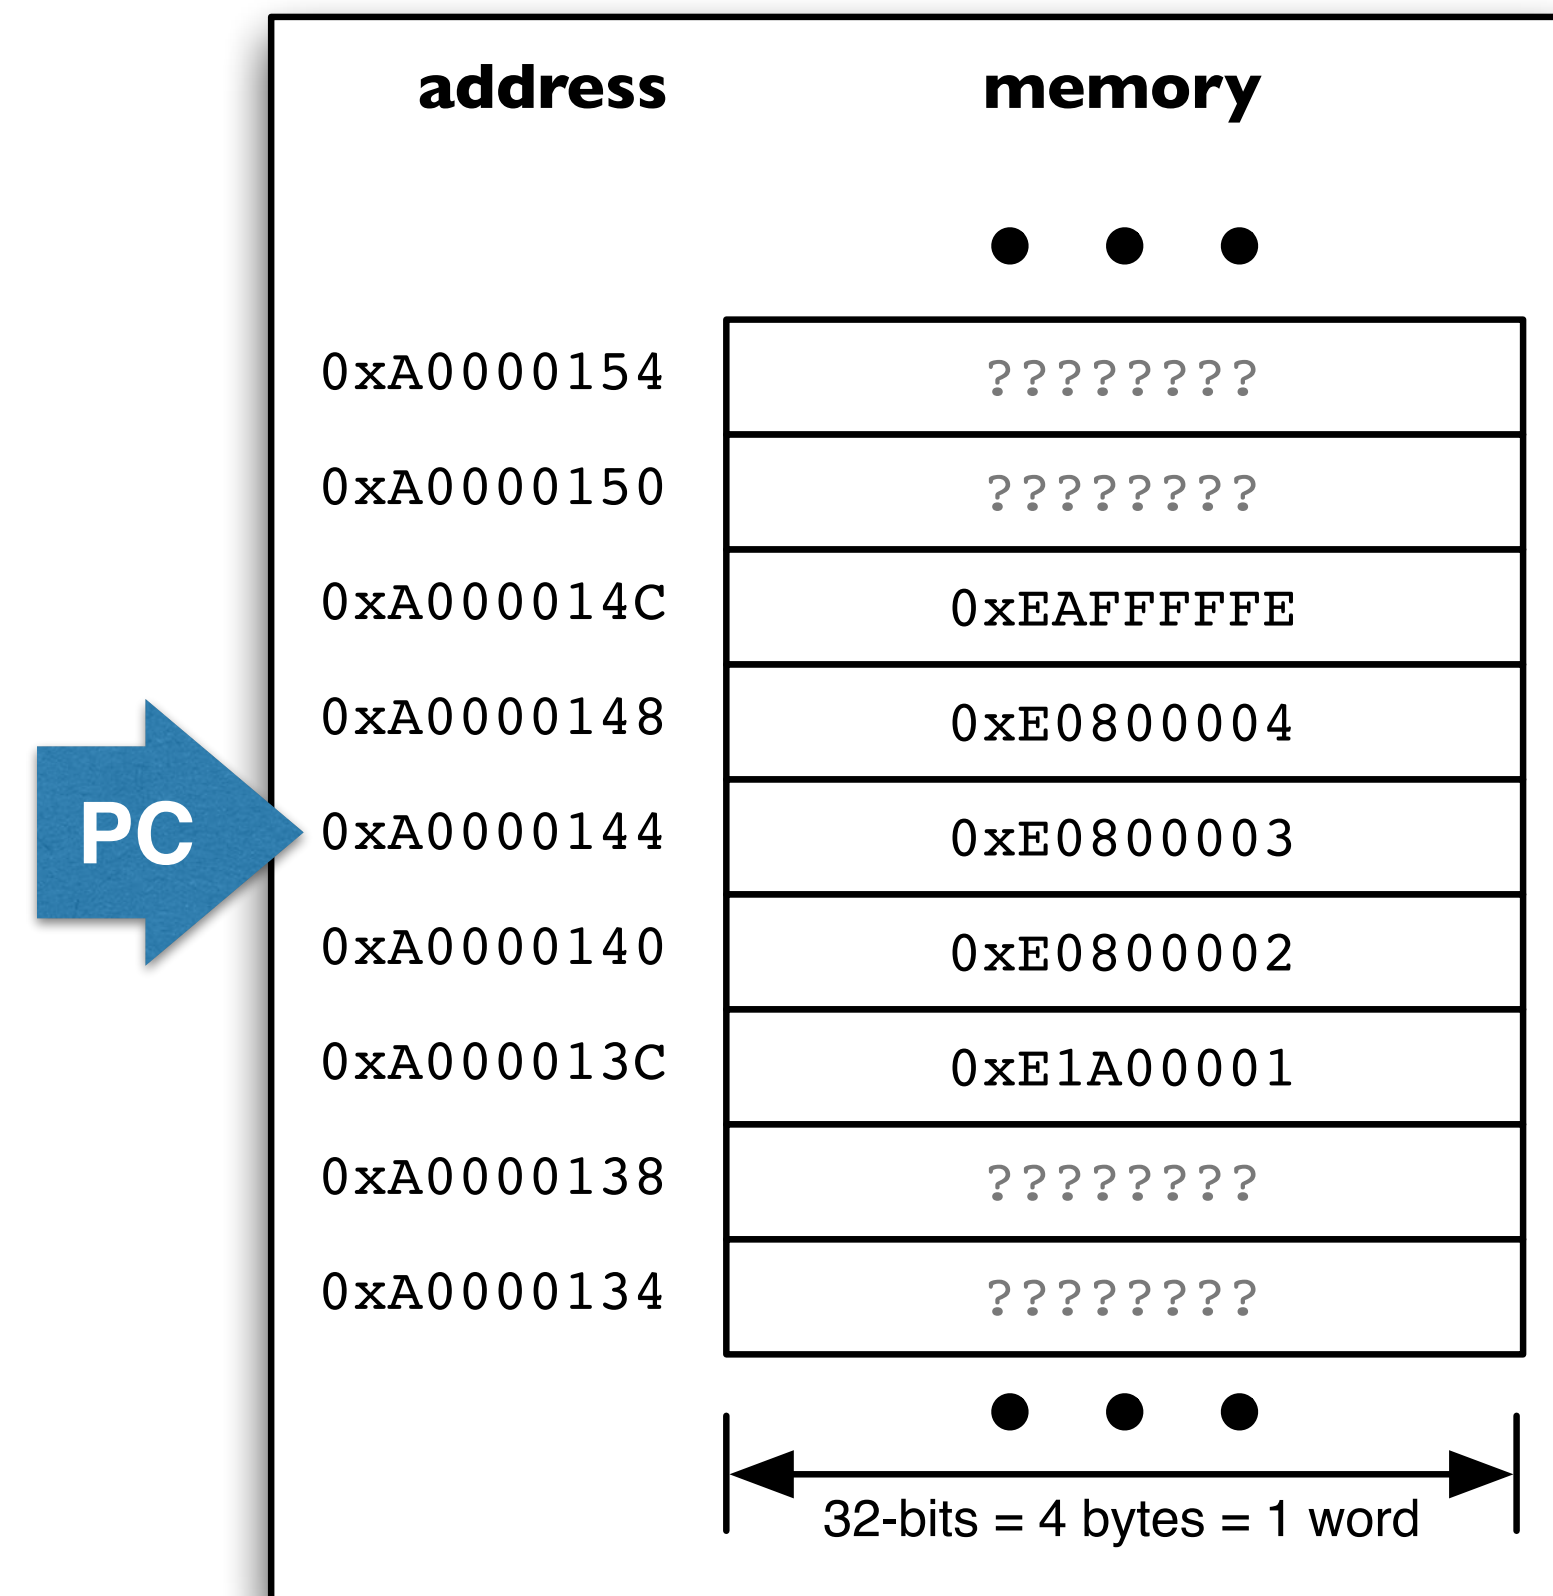 address memory
0xA0000154 ????????
0xA0000150 ????????
0xA000014C 0xEAFFFFFE
0xA0000148 0xE0800004
PC 0xA0000144 0xE0800003
0xA0000140 0xE0800002
0xA000013C 0xE1A00001
0xA0000138 ????????
0xA0000134 ????????
32-bits = 4 bytes = 1 word